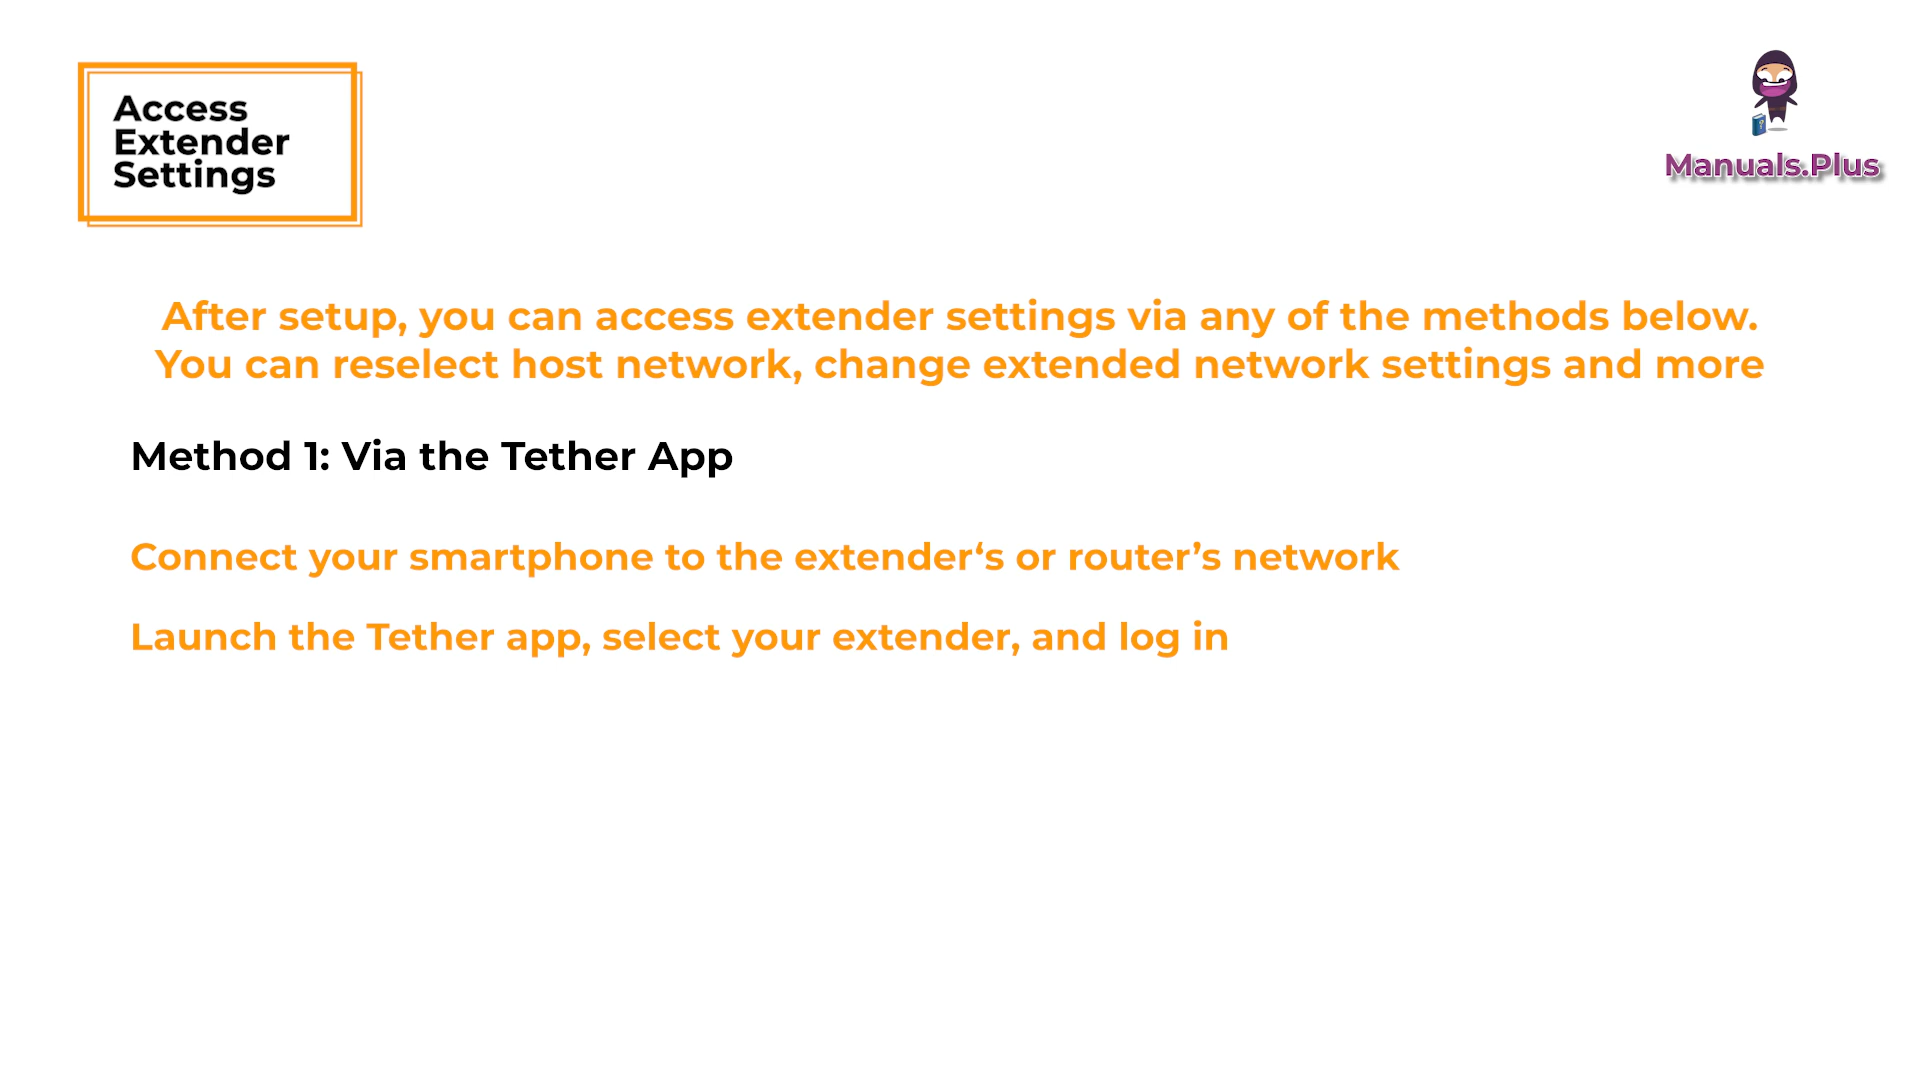 Access
Extender
Settings
Manuals.Plus
After setup, you can access extender settings via any of the methods below.
You can reselect host network, change extended network settings and more
Method 1: Via the Tether App
Connect your smartphone to the extender‘s or router’s network
Launch the Tether app, select your extender, and log in